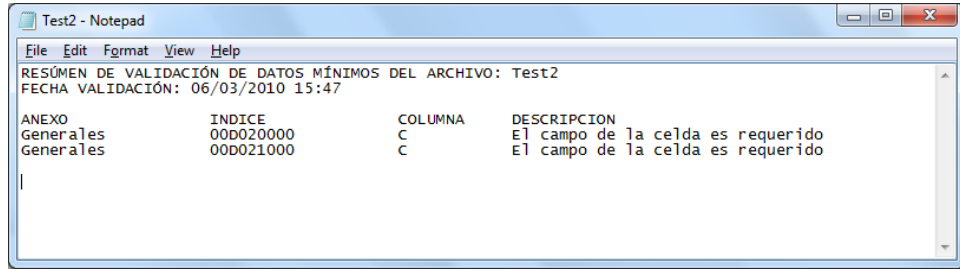 Test2 - Notepad
File Edit Format View Help
RESÚMEN DE VALIDACIÓN DE DATOS MÍNIMOS DEL ARCHIVO: Test2
FECHA VALIDACIÓN: 06/03/2010 15:47
ANEXO INDICE COLUMNA DESCRIPCION
Generales 00D020000 C El campo de la celda es requerido
Generales 00D021000 C El campo de la celda es requerido